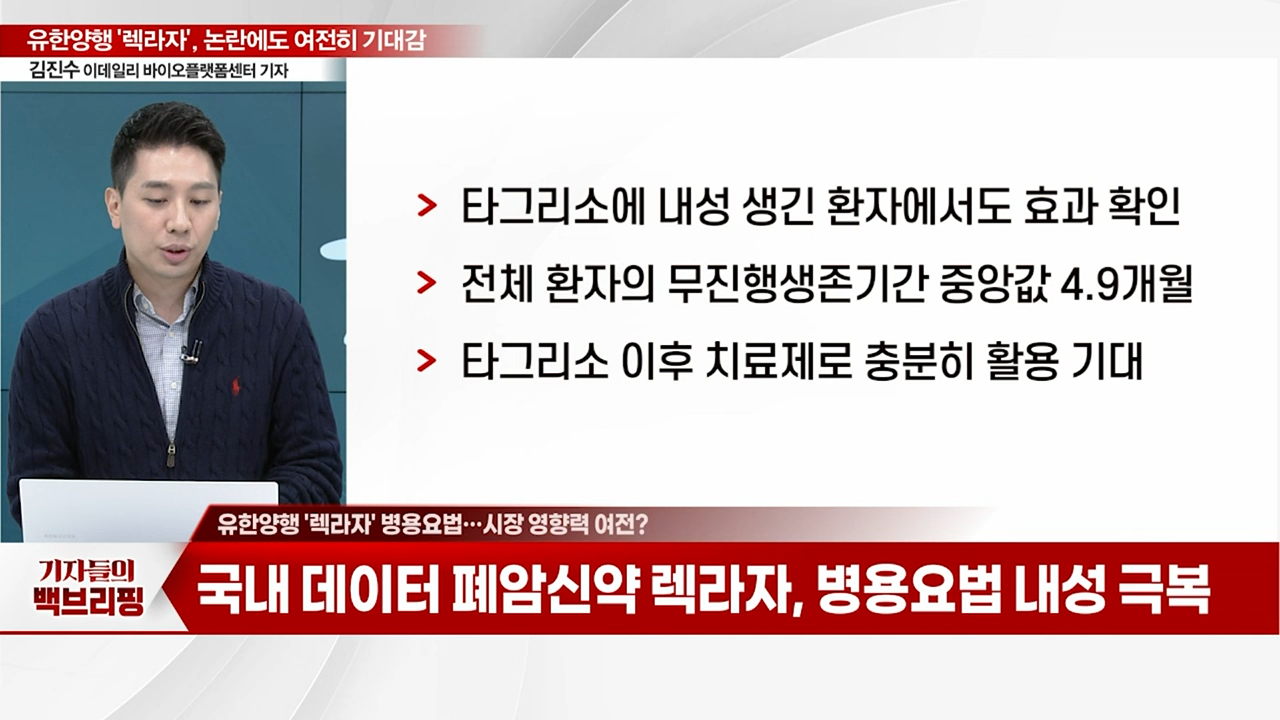 유한양행 '렉라자', 논란에도 여전히 기대감
김진수 이데일리 바이오플랫폼센터 기자
> 타그리소에 내성 생긴 환자에서도 효과 확인
> 전체 환자의 무진행생존기간 중앙값 4.9개월
> 타그리소 이후 치료제로 충분히 활용 기대
유한양행 '렉라자' 병용요법…시장 영향력 여전?
기자들의
백브리핑
국내 데이터 폐암신약 렉라자, 병용요법 내성 극복